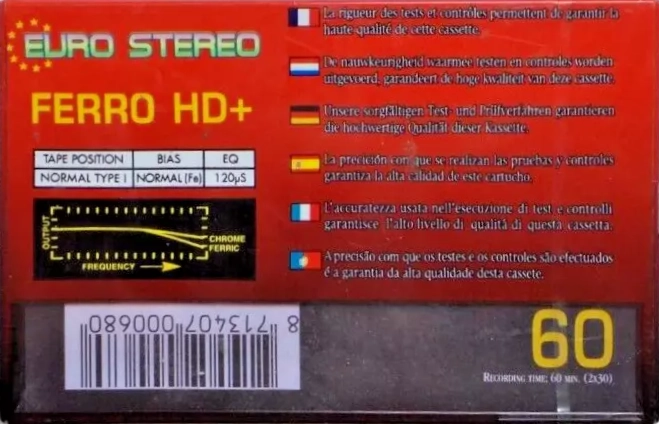 EURO STEREO
FERRO HD+
TAPE POSITION BIAS EQ
NORMAL TYPE I NORMAL (Fe) 120µS
OUTPUT
CHROME
FERRIC
FREQUENCY
La rigueur des tests et contrôles permettent de garantir la
haute qualité de cette cassette.
De nauwkeurigheid waarmee testen en controles worden
uitgevoerd, garandeert de hoge kwaliteit van deze cassette.
Unsere sorgfältigen Test- und Prüfverfahren garantieren
die hochwertige Qualität dieser Kassette.
La precisión con que se realizan las pruebas y controles
garantiza la alta calidad de este cartucho.
L'accuratezza usata nell'esecuzione di test e controlli
garantisce l'alto livello di qualità di questa cassetta.
A precisão com que os testes e os controles são efectuados
é a garantia da alta qualidade desta cassete.
8 713407 000680
60
RECORDING TIME: 60 MIN. (2x30)